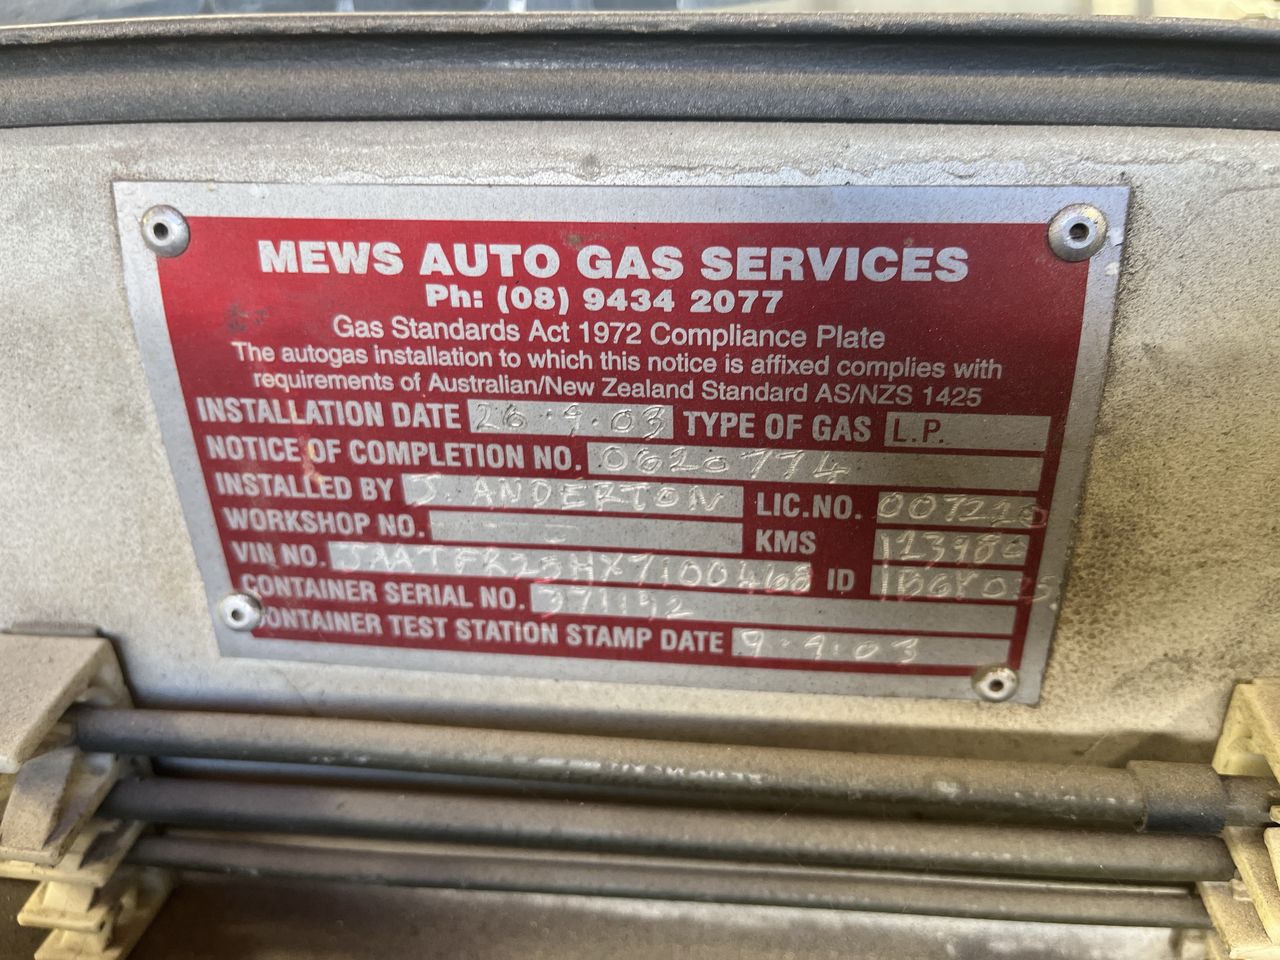 MEWS AUTO GAS SERVICES
Ph: (08) 9434 2077
Gas Standards Act 1972 Compliance Plate
The autogas installation to which this notice is affixed complies with
requirements of Australian/New Zealand Standard AS/NZS 1425
INSTALLATION DATE 26.9.03 TYPE OF GAS L.P.
NOTICE OF COMPLETION NO. 0620774
INSTALLED BY J. ANDERTON LIC.NO. 007220
WORKSHOP NO. - KMS 123980
VIN NO. JAATFR25HX7100468 ID
CONTAINER SERIAL NO. 371192
CONTAINER TEST STATION STAMP DATE 9.9.03